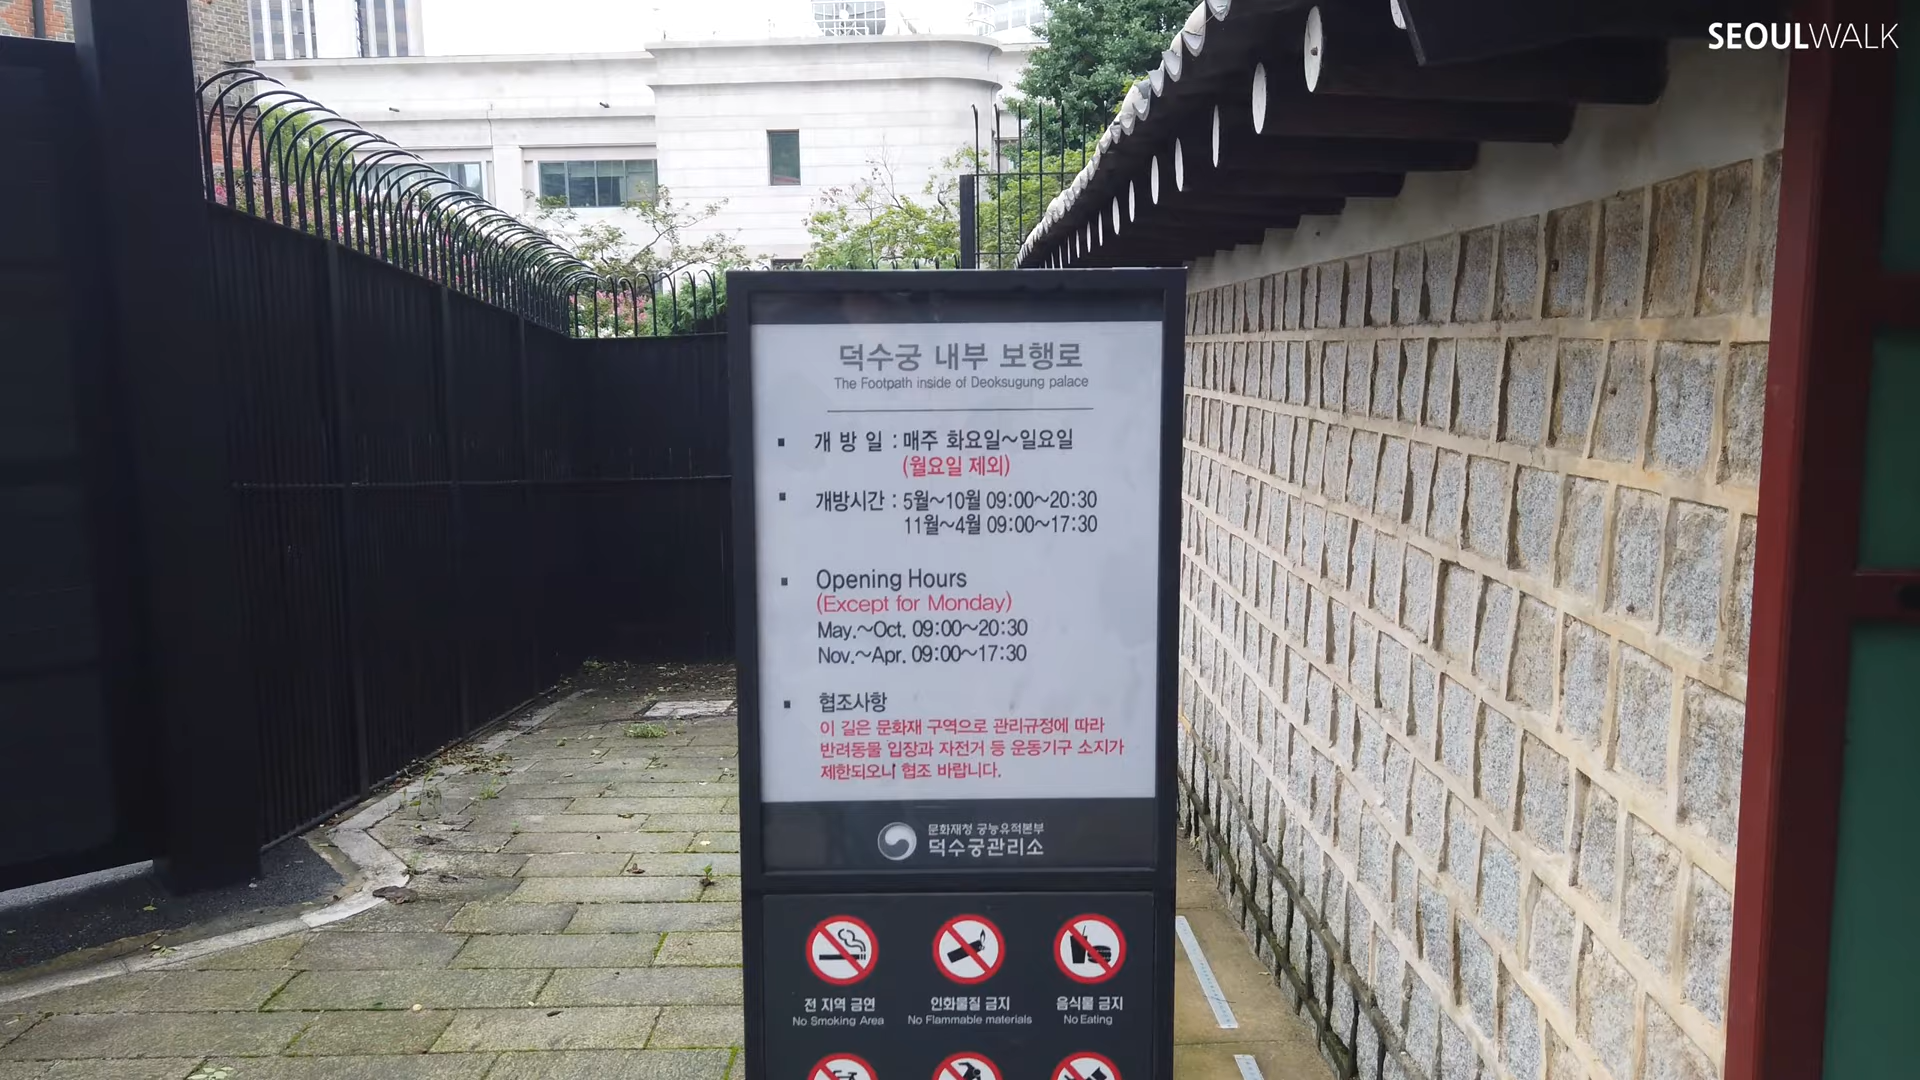 SEOULWALK
덕수궁 내부 보행로
The Footpath inside of Deoksugung palace
▪ 개 방 일 : 매주 화요일~일요일
(월요일 제외)
▪ 개방시간 : 5월~10월 09:00~20:30
11월~4월 09:00~17:30
▪ Opening Hours
(Except for Monday)
May.~Oct. 09:00~20:30
Nov.~Apr. 09:00~17:30
▪ 협조사항
이 길은 문화재 구역으로 관리규정에 따라
반려동물 입장과 자전거 등 운동기구 소지가
제한되오니 협조 바랍니다.
문화재청 궁능유적본부
덕수궁관리소
전 지역 금연 인화물질 금지 음식물 금지
No Smoking Area No Flammable materials No Eating